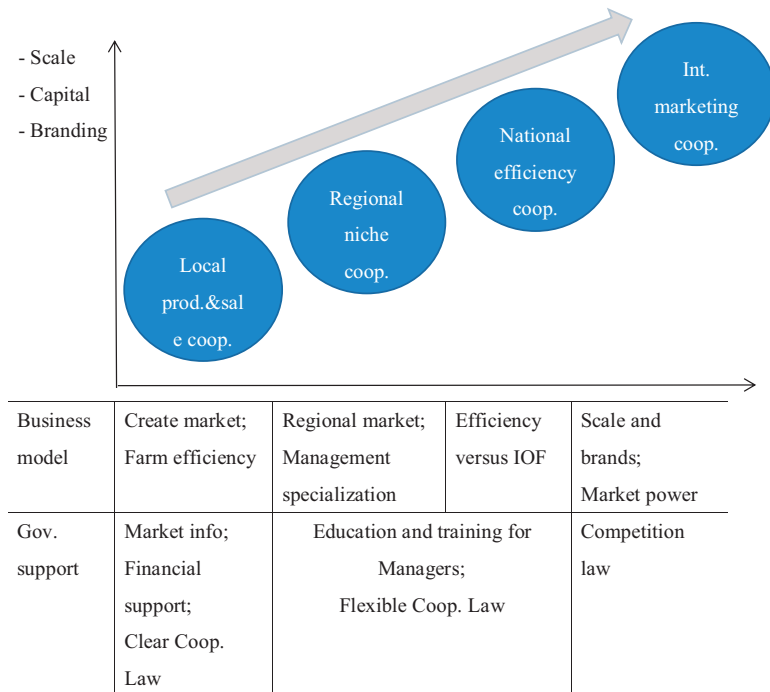 - Scale
- Capital
- Branding
Local
prod.&sal
e coop.
Regional
niche
coop.
National
efficiency
coop.
Int.
marketing
coop.
Business
model
Create market;
Farm efficiency
Regional market;
Management
specialization
Efficiency
versus IOF
Scale and
brands;
Market power
Gov.
support
Market info;
Financial
support;
Clear Coop.
Law
Education and training for
Managers;
Flexible Coop. Law
Competition
law